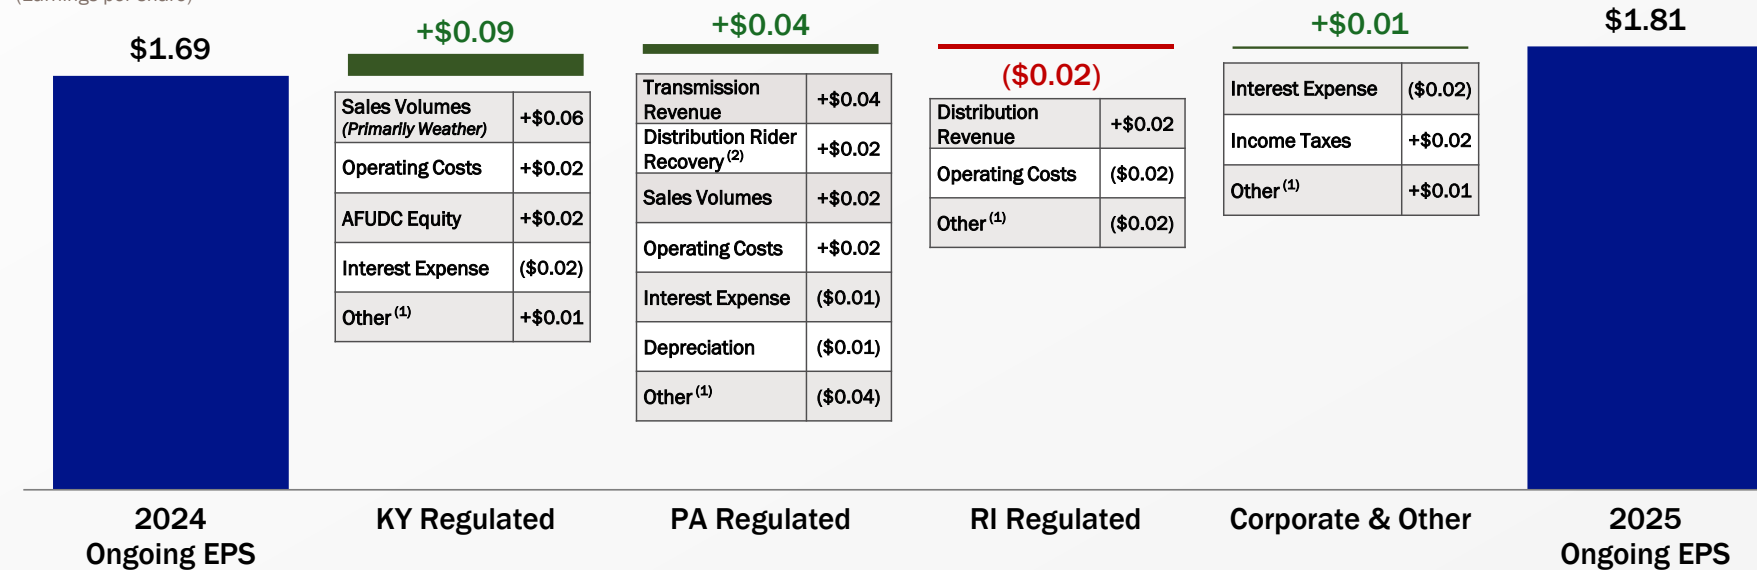 (Earnings per Share)
$1.69
+$0.09
+$0.04
($0.02)
+$0.01
$1.81
Sales Volumes
(Primarily Weather)
+$0.06
Operating Costs
+$0.02
AFUDC Equity
+$0.02
Interest Expense
($0.02)
Other (1)
+$0.01
Transmission
Revenue
+$0.04
Distribution Rider
Recovery (2)
+$0.02
Sales Volumes
+$0.02
Operating Costs
+$0.02
Interest Expense
($0.01)
Depreciation
($0.01)
Other (1)
($0.04)
Distribution
Revenue
+$0.02
Operating Costs
($0.02)
Other (1)
($0.02)
Interest Expense
($0.02)
Income Taxes
+$0.02
Other (1)
+$0.01
2024
Ongoing EPS
KY Regulated
PA Regulated
RI Regulated
Corporate & Other
2025
Ongoing EPS